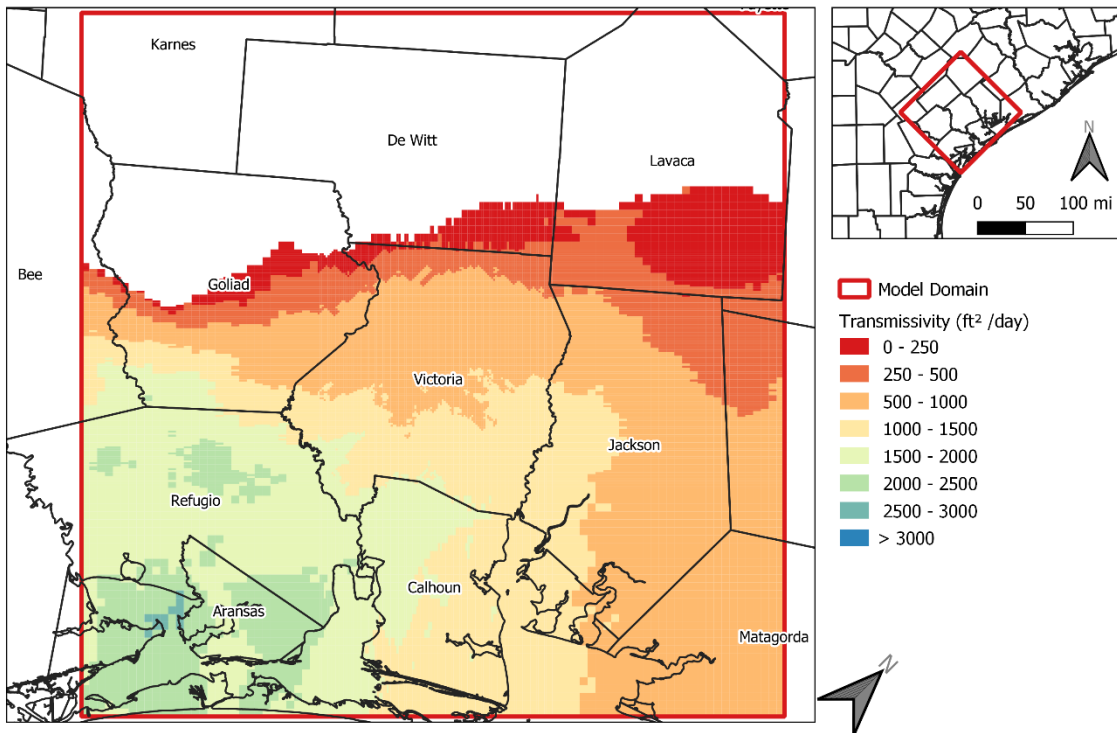 Karnes
De Witt
Lavaca
Bee
Goliad
Victoria
Jackson
Refugio
Calhoun
Aransas
Matagorda
N
N
0 50 100 mi
Model Domain
Transmissivity (ft² /day)
0 - 250
250 - 500
500 - 1000
1000 - 1500
1500 - 2000
2000 - 2500
2500 - 3000
> 3000